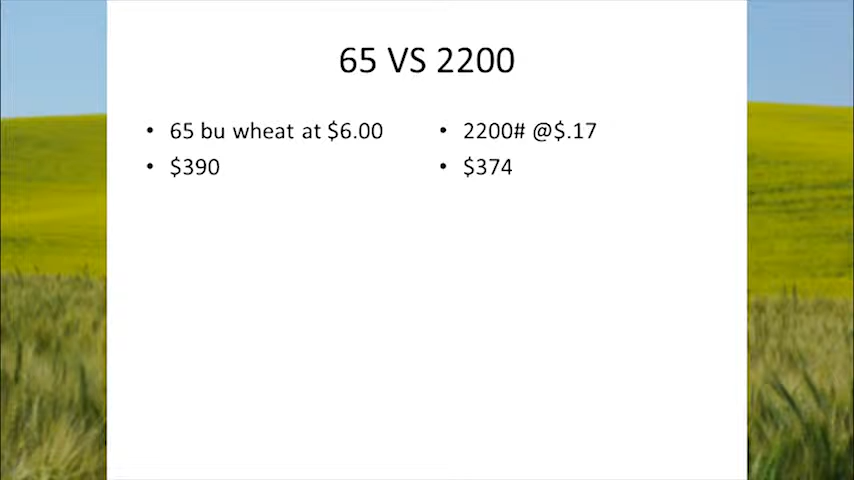 65 VS 2200
• 65 bu wheat at $6.00
• $390
• 2200# @$.17
• $374